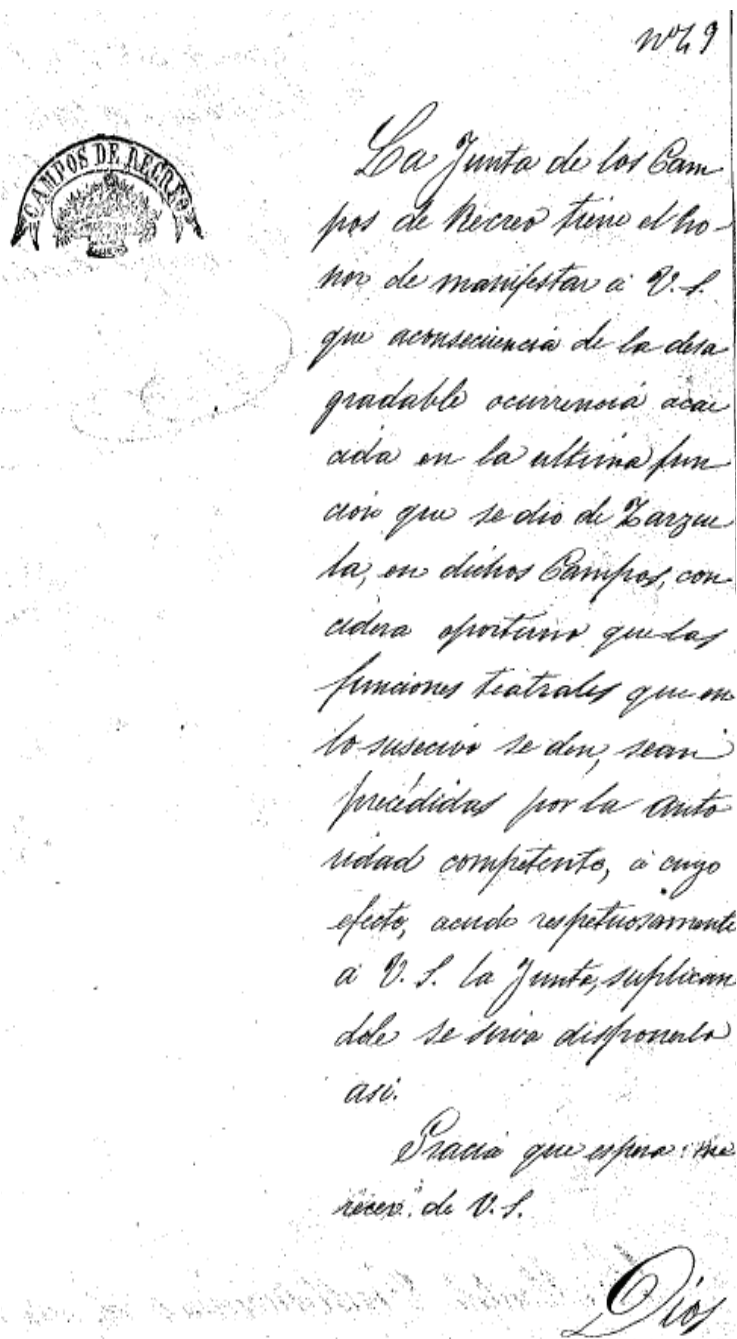 nº 49
CAMPOS DE RECREO
La Junta de los Cam
pos de Recreo tiene el ho-
nor de manifestar á V. S.
que aconsecuencia de la desa
gradable ocurrencia acae
cida en la ultima fun
cion que se dio de Zarzue
la, en dichos Campos, con
cidera oportuno que las
funciones teatrales que en
lo susecivo se den, sean
precédidas por la auto
ridad competente, á cuyo
efecto, acude respetuosamente
á V. S. la Junta, suplican
dole se sirva disponerlo
asi.
Gracia que espera me
recer de V. S.
Dios